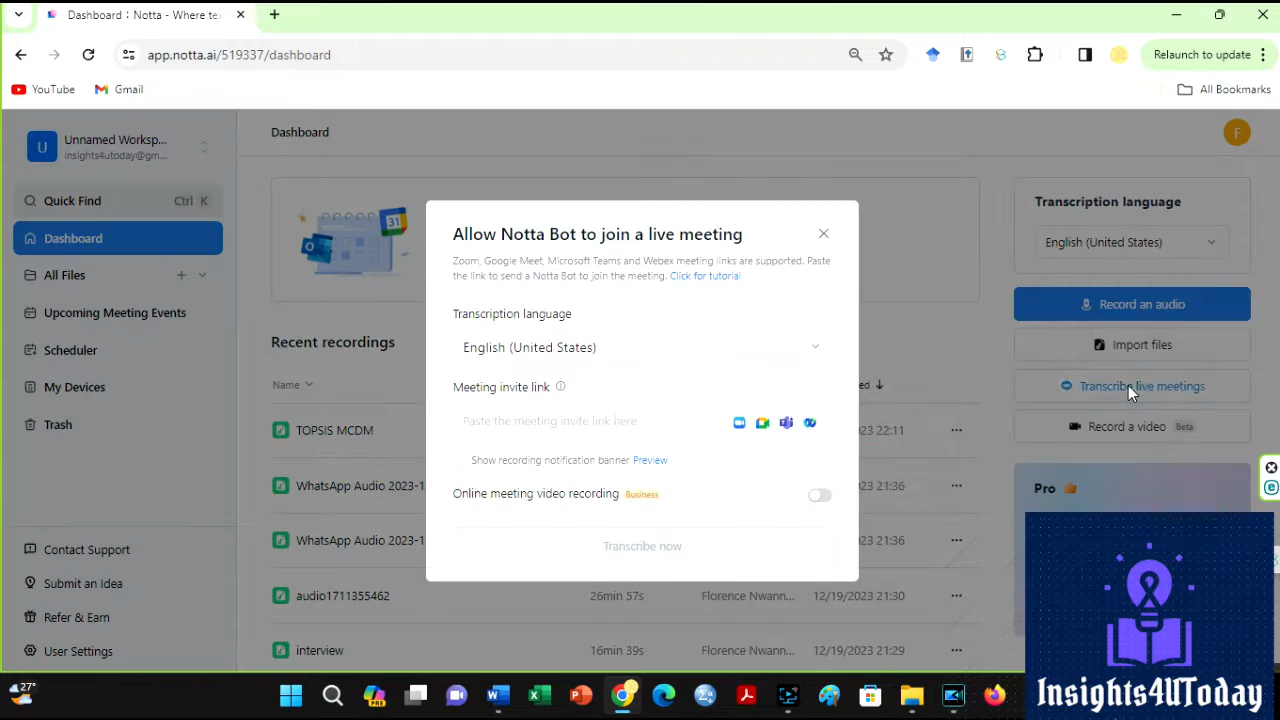 Dashboard : Notta - Where te
app.notta.ai/519337/dashboard
Relaunch to update
YouTube
Gmail
All Bookmarks
U
Unnamed Worksp...
insights4utoday@gm...
Dashboard
F
Quick Find
Ctrl K
Dashboard
All Files
Upcoming Meeting Events
Scheduler
My Devices
Trash
Contact Support
Submit an Idea
Refer & Earn
User Settings
31
Recent recordings
Name
ed
TOPSIS MCDM
2023 22:11
WhatsApp Audio 2023-1
2023 21:36
WhatsApp Audio 2023-1
2023 21:36
audio1711355462
26min 57s
Florence Nwann...
12/19/2023 21:30
interview
16min 39s
Florence Nwann...
12/19/2023 21:29
Allow Notta Bot to join a live meeting
Zoom, Google Meet, Microsoft Teams and Webex meeting links are supported. Paste
the link to send a Notta Bot to join the meeting. Click for tutorial
Transcription language
English (United States)
Meeting invite link
Paste the meeting invite link here
Show recording notification banner Preview
Online meeting video recording Business
Transcribe now
Transcription language
English (United States)
Record an audio
Import files
Transcribe live meetings
Record a video Beta
Pro
Insights4UToday
27°
PRE